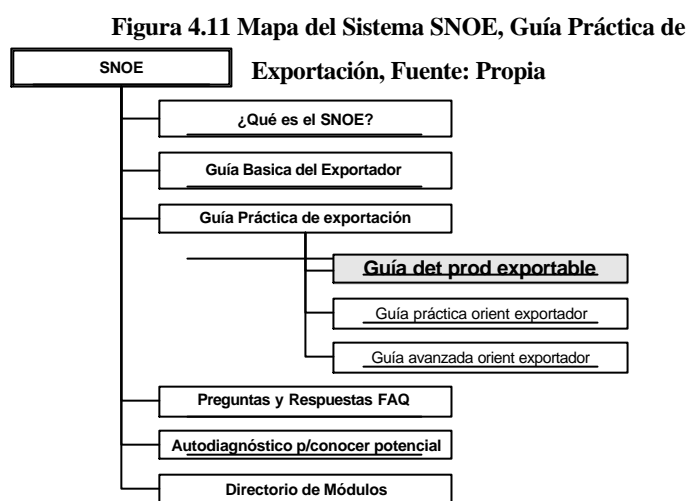 Figura 4.11 Mapa del Sistema SNOE, Guía Práctica de
Exportación, Fuente: Propia
SNOE
¿Qué es el SNOE?
Guía Basica del Exportador
Guía Práctica de exportación
Guía det prod exportable
Guía práctica orient exportador
Guía avanzada orient exportador
Preguntas y Respuestas FAQ
Autodiagnóstico p/conocer potencial
Directorio de Módulos